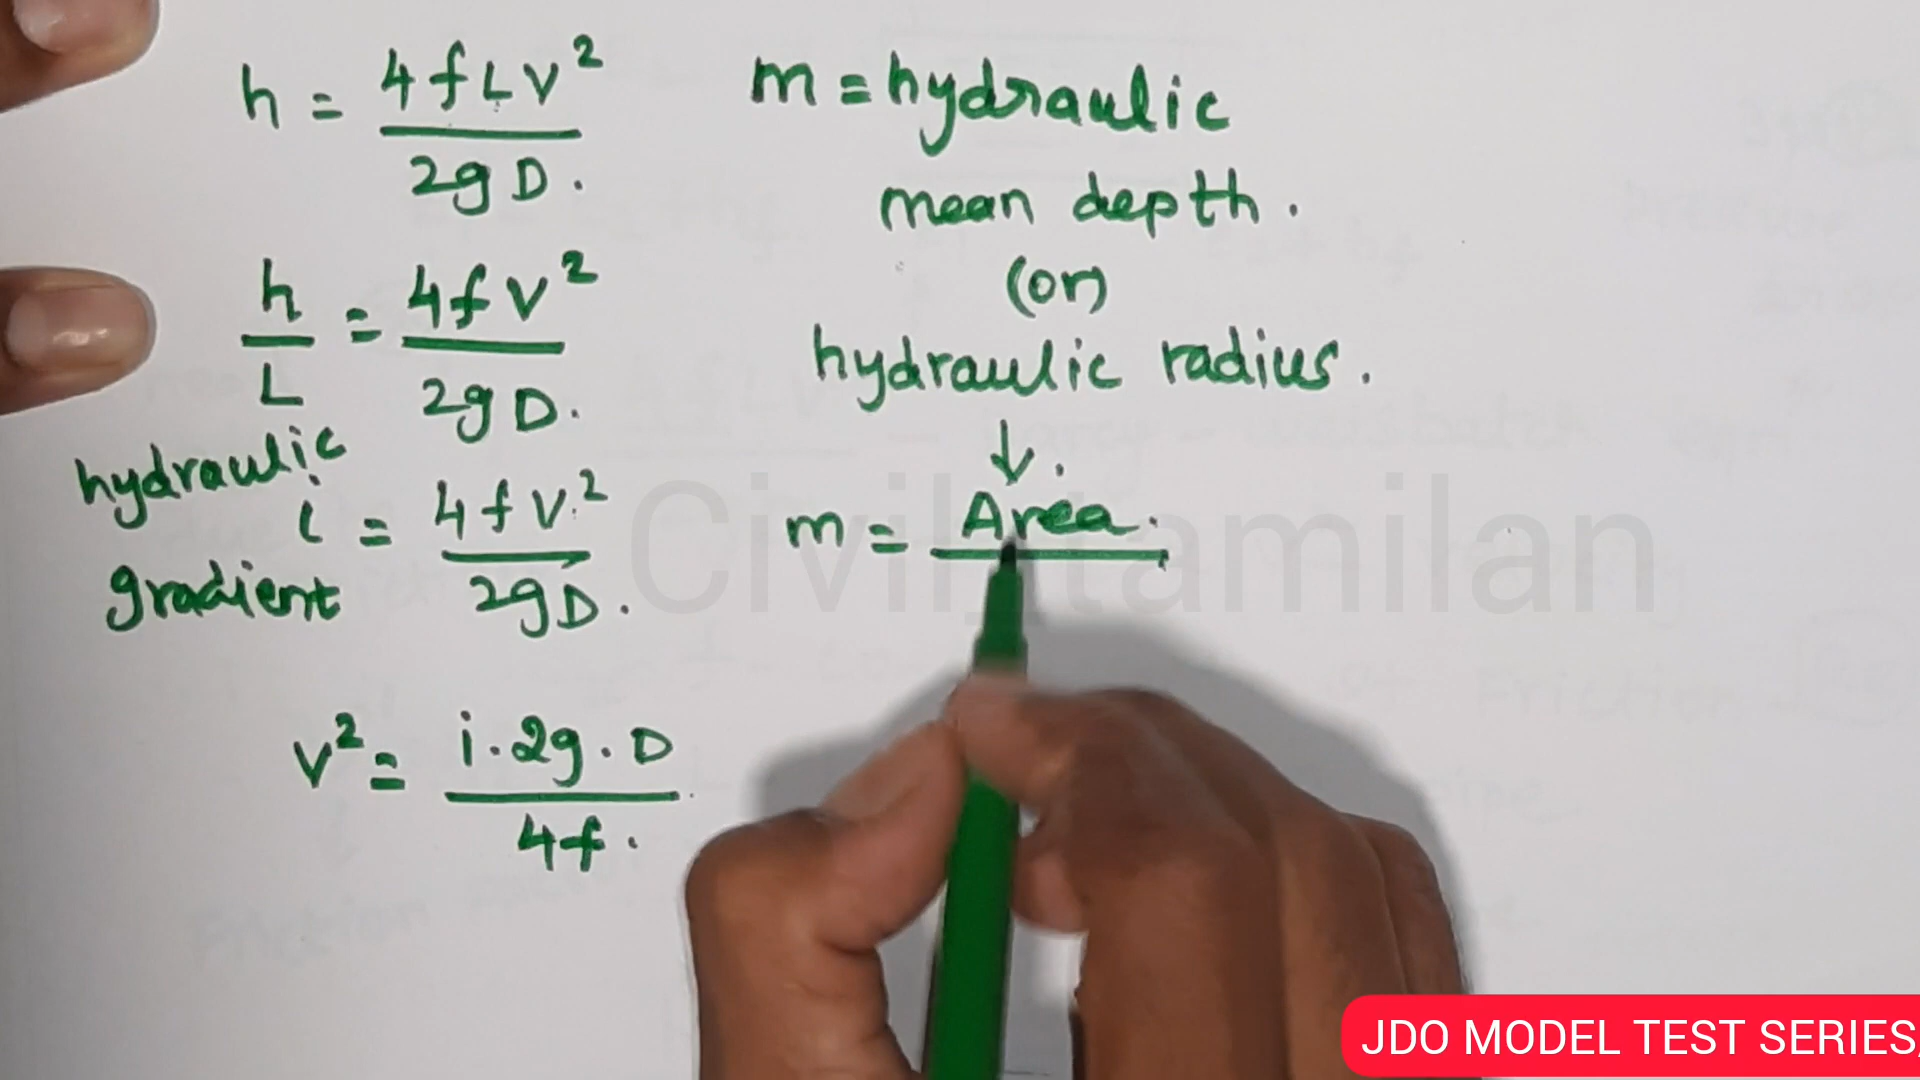 h = 4fLV²
2gD.
h/L = 4fV²
2gD.
hydraulic
i = 4fV²
2gD.
gradient
V² = i.2g.D
4f.
m = hydraulic
mean depth.
(or)
hydraulic radius.
↓.
m = Area.
Civil_tamilan
JDO MODEL TEST SERIES,